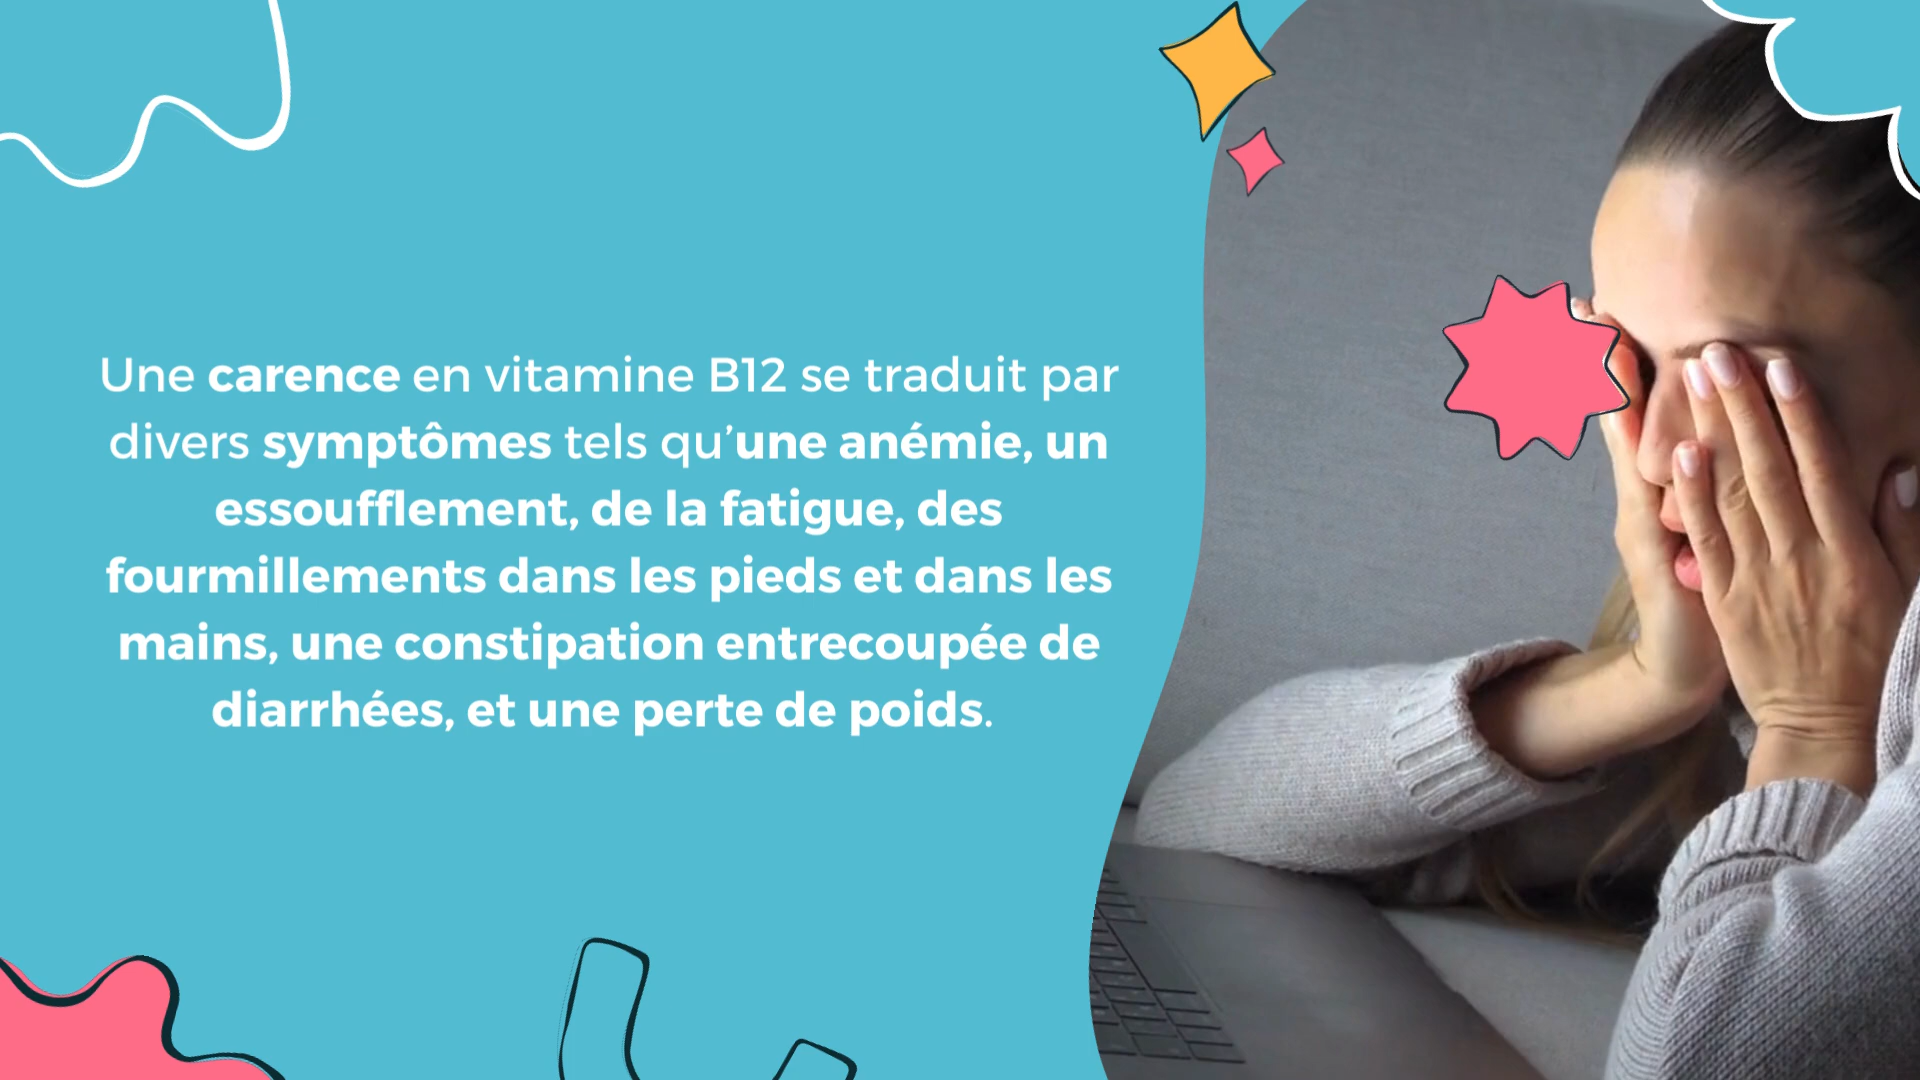 Une carence en vitamine B12 se traduit par
divers symptômes tels qu’une anémie, un
essoufflement, de la fatigue, des
fourmillements dans les pieds et dans les
mains, une constipation entrecoupée de
diarrhées, et une perte de poids.